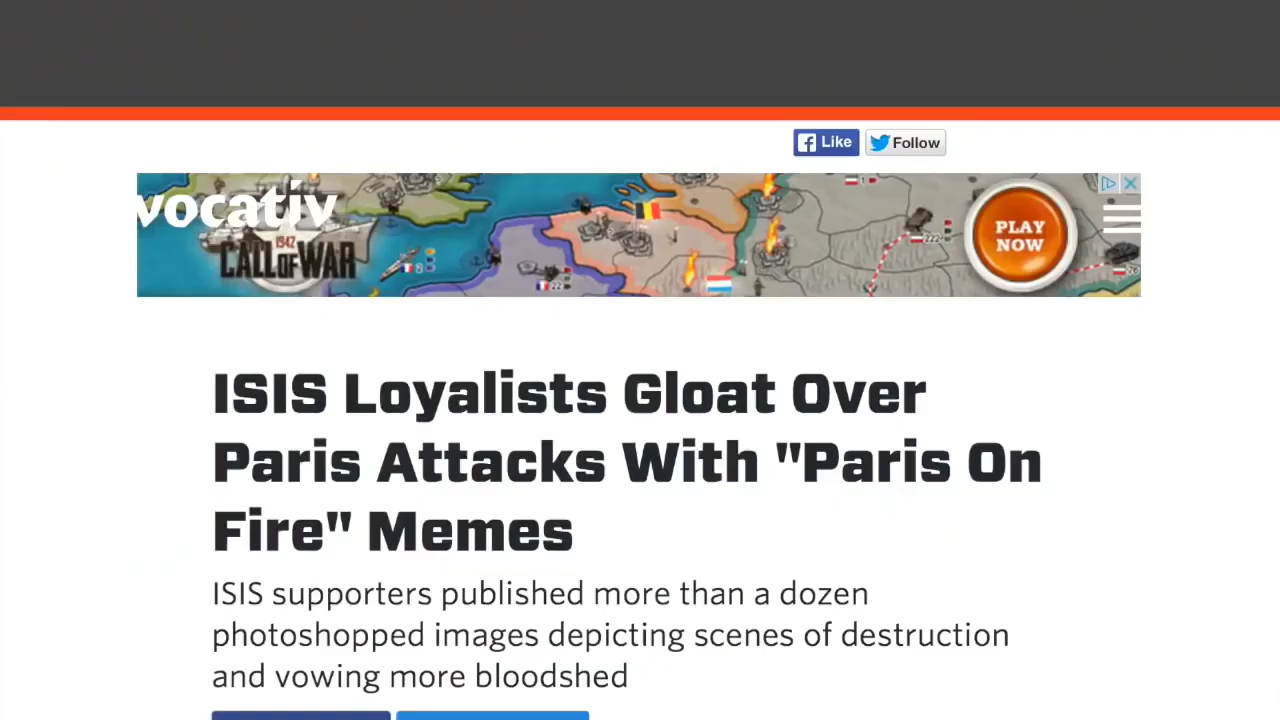 Like Follow
vocativ
1942
CALL OF WAR
PLAY
NOW
ISIS Loyalists Gloat Over
Paris Attacks With "Paris On
Fire" Memes
ISIS supporters published more than a dozen
photoshopped images depicting scenes of destruction
and vowing more bloodshed